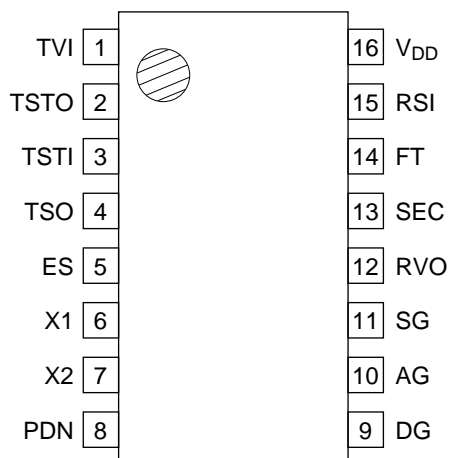 TVI 1 16 VDD
TSTO 2 15 RSI
TSTI 3 14 FT
TSO 4 13 SEC
ES 5 12 RVO
X1 6 11 SG
X2 7 10 AG
PDN 8 9 DG